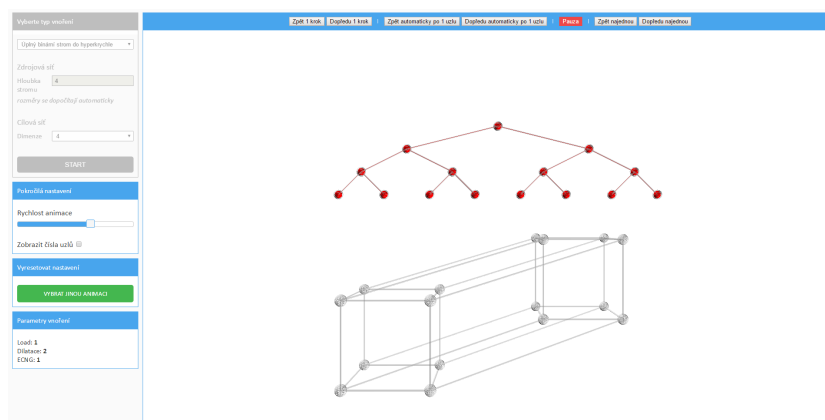 Vyberte typ vnoření
Zpět 1 krok Dopředu 1 krok | Zpět automaticky po 1 uzlu Dopředu automaticky po 1 uzlu | Pauza | Zpět najednou Dopředu najednou
Úplný binární strom do hyperkrychle
Zdrojová síť
Hloubka stromu 4
rozměry se dopočítají automaticky
Cílová síť
Dimenze 4
START
Pokročilá nastavení
Rychlost animace
Zobrazit čísla uzlů
Vyresetovat nastavení
VYBRAT JINOU ANIMACI
Parametry vnoření
Load: 1
Dilatace: 2
ECNG: 1